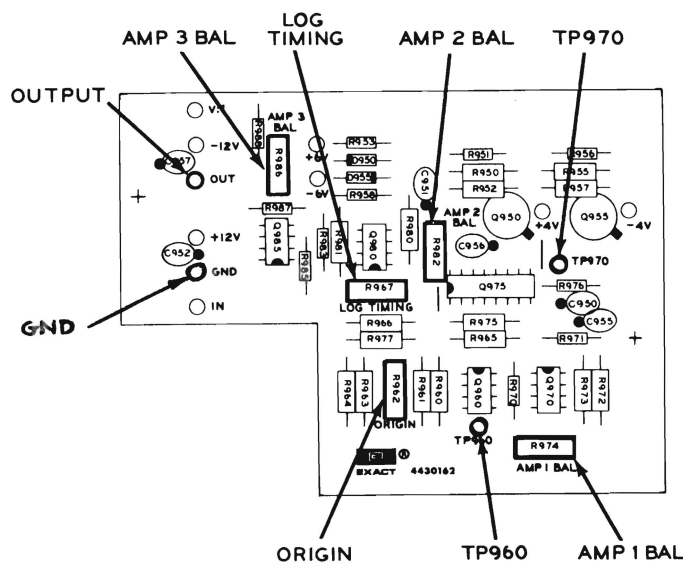 LOG
TIMING
AMP 3 BAL
AMP 2 BAL
TP970
OUTPUT
AMP 3
BAL
R986
-12V
C957
OUT
R987
+12V
C952
GND
GND
IN
Q985
R985
R981
Q980
R980
R953
D950
D955
R958
+6V
-6V
C951
AMP 2
BAL
R982
R951
R950
R952
R956
R955
R957
Q950
Q955
+4V
-4V
C956
TP970
R967
LOG TIMING
Q975
R976
C950
C955
R966
R977
R975
R965
R971
R964
R963
R962
R961
R960
Q960
R970
Q970
R973
R972
ORIGIN
TP960
R974
AMP 1 BAL
EXACT ® 4430162
ORIGIN
TP960
AMP 1 BAL